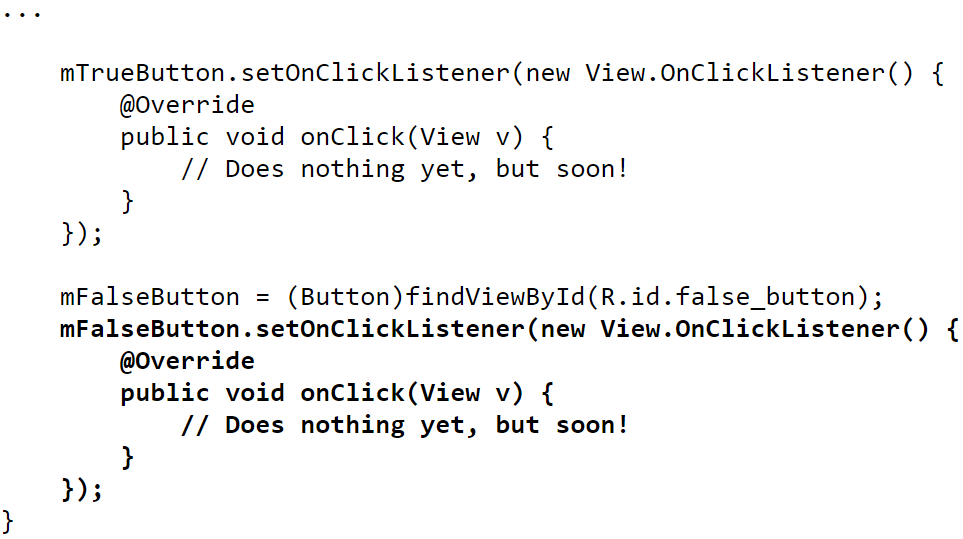 ...
    mTrueButton.setOnClickListener(new View.OnClickListener() {
        @Override
        public void onClick(View v) {
            // Does nothing yet, but soon!
        }
    });

    mFalseButton = (Button)findViewById(R.id.false_button);
    mFalseButton.setOnClickListener(new View.OnClickListener() {
        @Override
        public void onClick(View v) {
            // Does nothing yet, but soon!
        }
    });
}